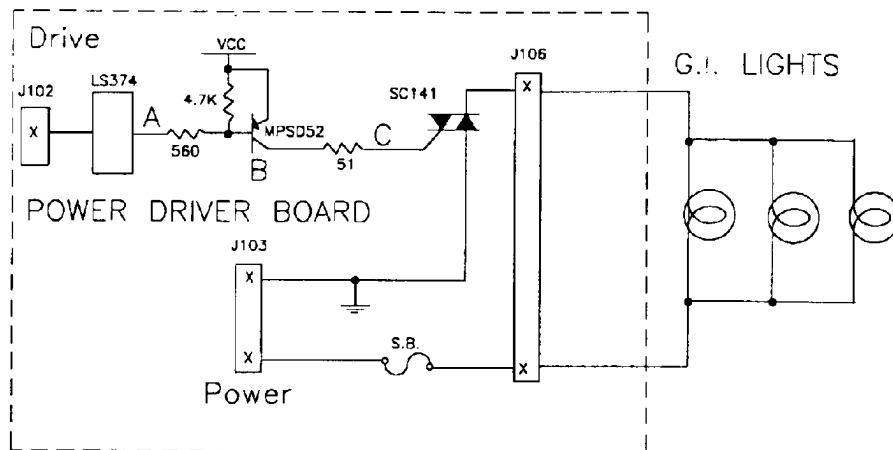 Drive
VCC
J106
G.I. LIGHTS
J102
LS374
4.7K
SC141
X
A
MPSD52
C
X
560
B
51
POWER DRIVER BOARD
J103
X
S.B.
X
X
Power